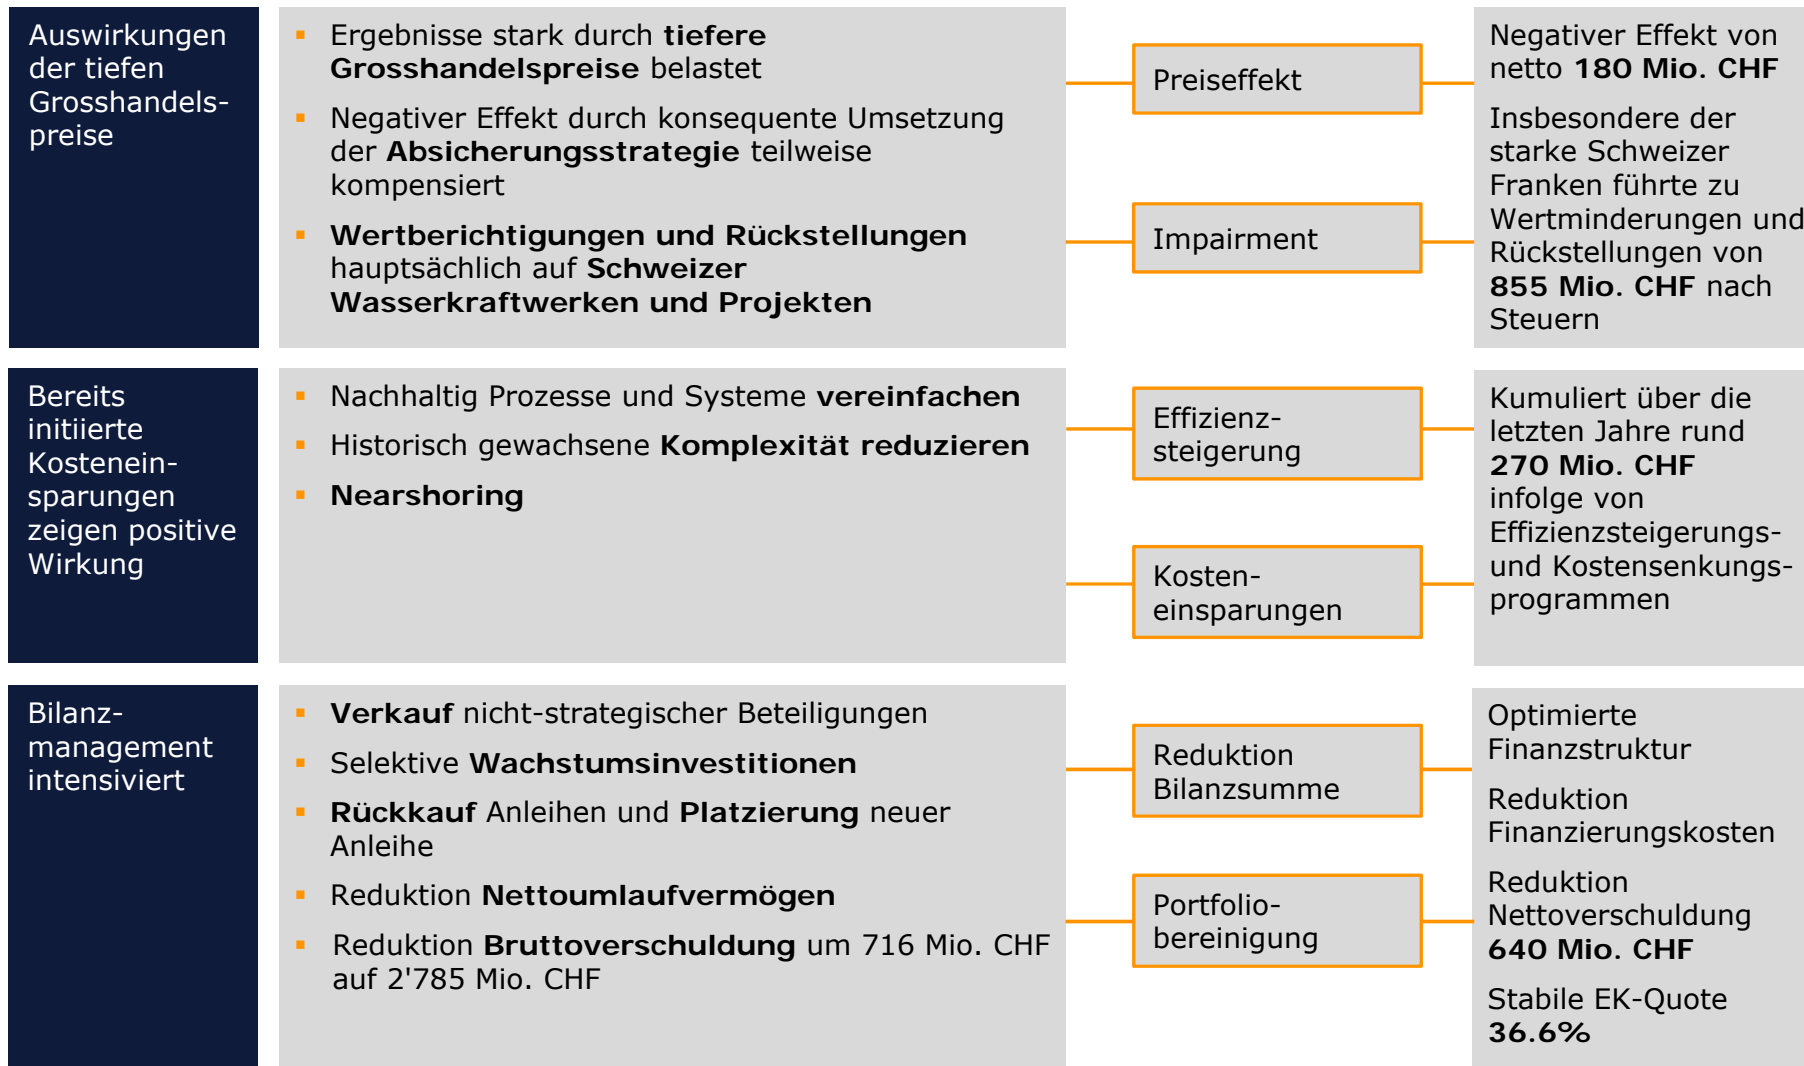 Auswirkungen
der tiefen
Grosshandels-
preise
Ergebnisse stark durch tiefere
Grosshandelspreise belastet
Negativer Effekt durch konsequente Umsetzung
der Absicherungsstrategie teilweise
kompensiert
Wertberichtigungen und Rückstellungen
hauptsächlich auf Schweizer
Wasserkraftwerken und Projekten
Preiseffekt
Impairment
Negativer Effekt von
netto 180 Mio. CHF
Insbesondere der
starke Schweizer
Franken führte zu
Wertminderungen und
Rückstellungen von
855 Mio. CHF nach
Steuern
Bereits
initiierte
Kostenein-
sparungen
zeigen positive
Wirkung
Nachhaltig Prozesse und Systeme vereinfachen
Historisch gewachsene Komplexität reduzieren
Nearshoring
Effizienz-
steigerung
Kosten-
einsparungen
Kumuliert über die
letzten Jahre rund
270 Mio. CHF
infolge von
Effizienzsteigerungs-
und Kostensenkungs-
programmen
Bilanz-
management
intensiviert
Verkauf nicht-strategischer Beteiligungen
Selektive Wachstumsinvestitionen
Rückkauf Anleihen und Platzierung neuer
Anleihe
Reduktion Nettoumlaufvermögen
Reduktion Bruttoverschuldung um 716 Mio. CHF
auf 2'785 Mio. CHF
Reduktion
Bilanzsumme
Portfolio-
bereinigung
Optimierte
Finanzstruktur
Reduktion
Finanzierungskosten
Reduktion
Nettoverschuldung
640 Mio. CHF
Stabile EK-Quote
36.6%